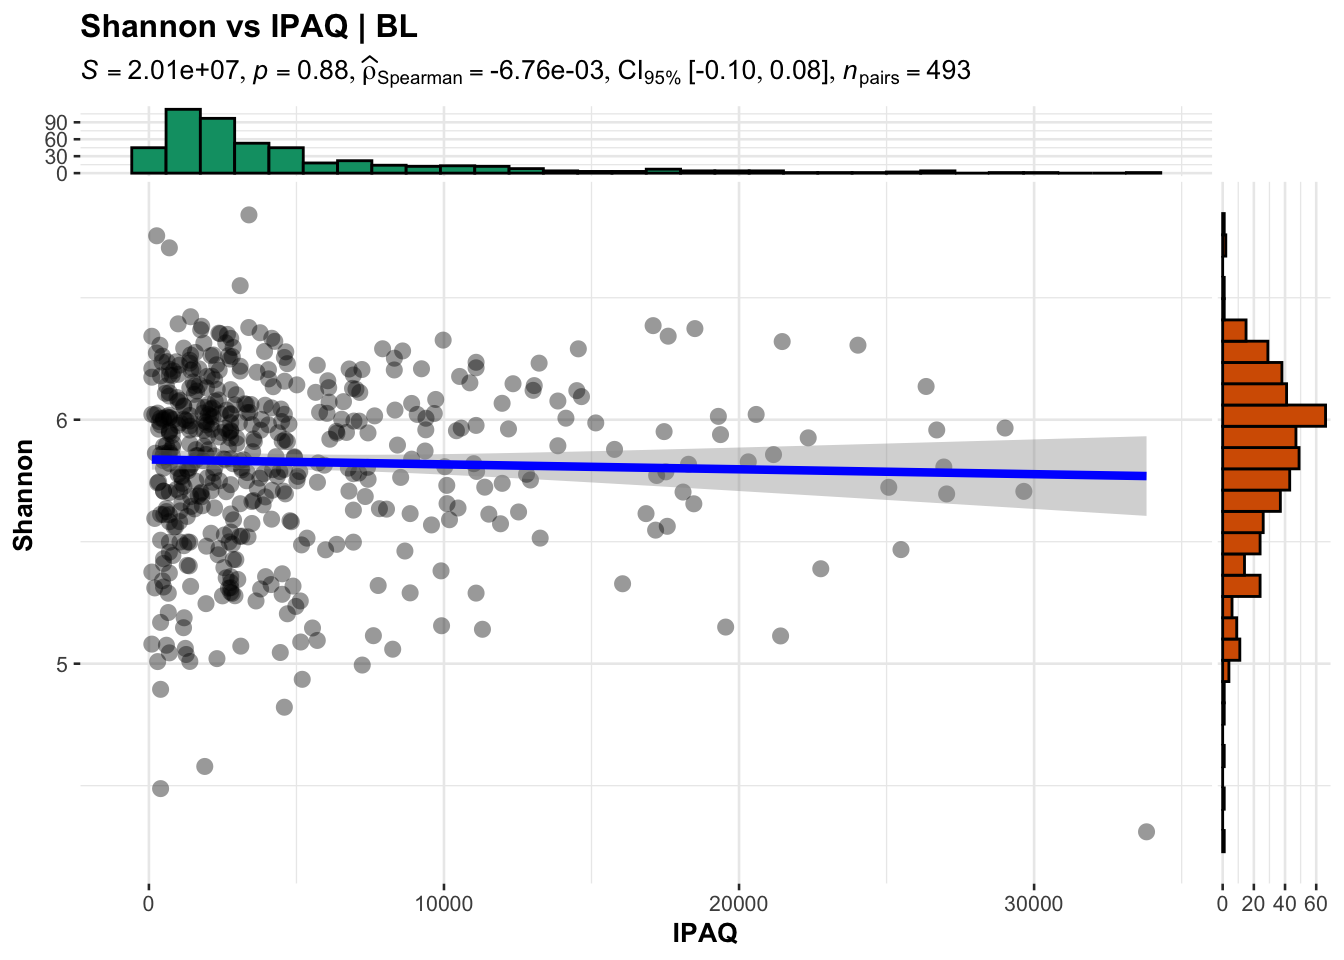 Shannon vs IPAQ | BL
S = 2.01e+07, p = 0.88, ρ̂Spearman = -6.76e-03, CI95% [-0.10, 0.08], npairs = 493
90
60
30
0
6
5
Shannon
0 10000 20000 30000
0 20 40 60
IPAQ